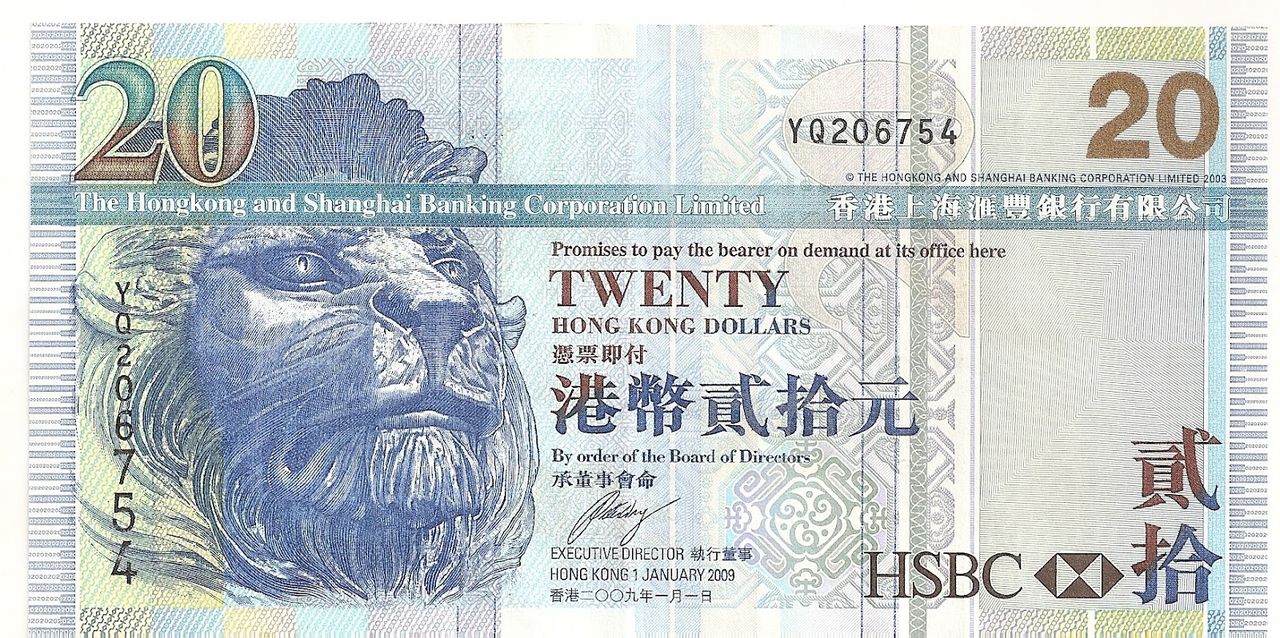 20
YQ206754
20
© THE HONGKONG AND SHANGHAI BANKING CORPORATION LIMITED 2003
The Hongkong and Shanghai Banking Corporation Limited
香港上海滙豐銀行有限公司
Promises to pay the bearer on demand at its office here
TWENTY
HONG KONG DOLLARS
憑票即付
港幣貳拾元
By order of the Board of Directors
承董事會命
EXECUTIVE DIRECTOR 執行董事
HONG KONG 1 JANUARY 2009
香港二〇〇九年一月一日
YQ206754
HSBC
貳拾